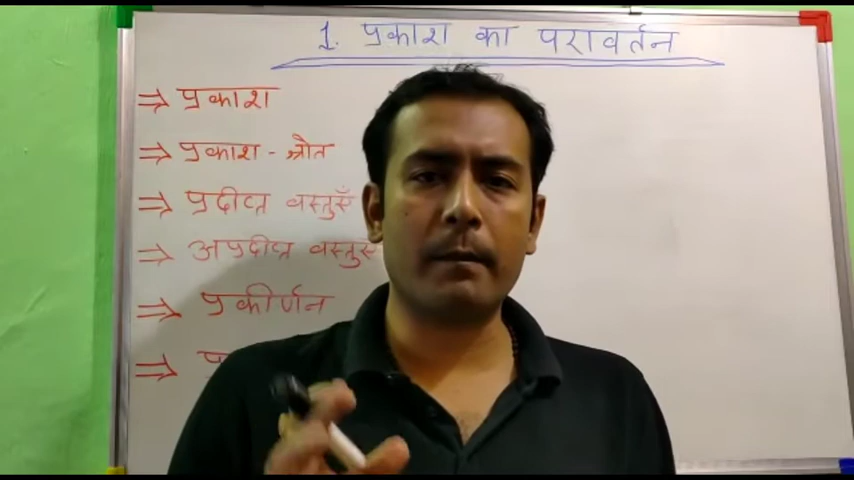 1. प्रकाश का परावर्तन
⇒ प्रकाश
⇒ प्रकाश - स्रोत
⇒ प्रदीप्त वस्तुएँ
⇒ अप्रदीप्त वस्तुएँ
⇒ प्रकीर्णन
⇒